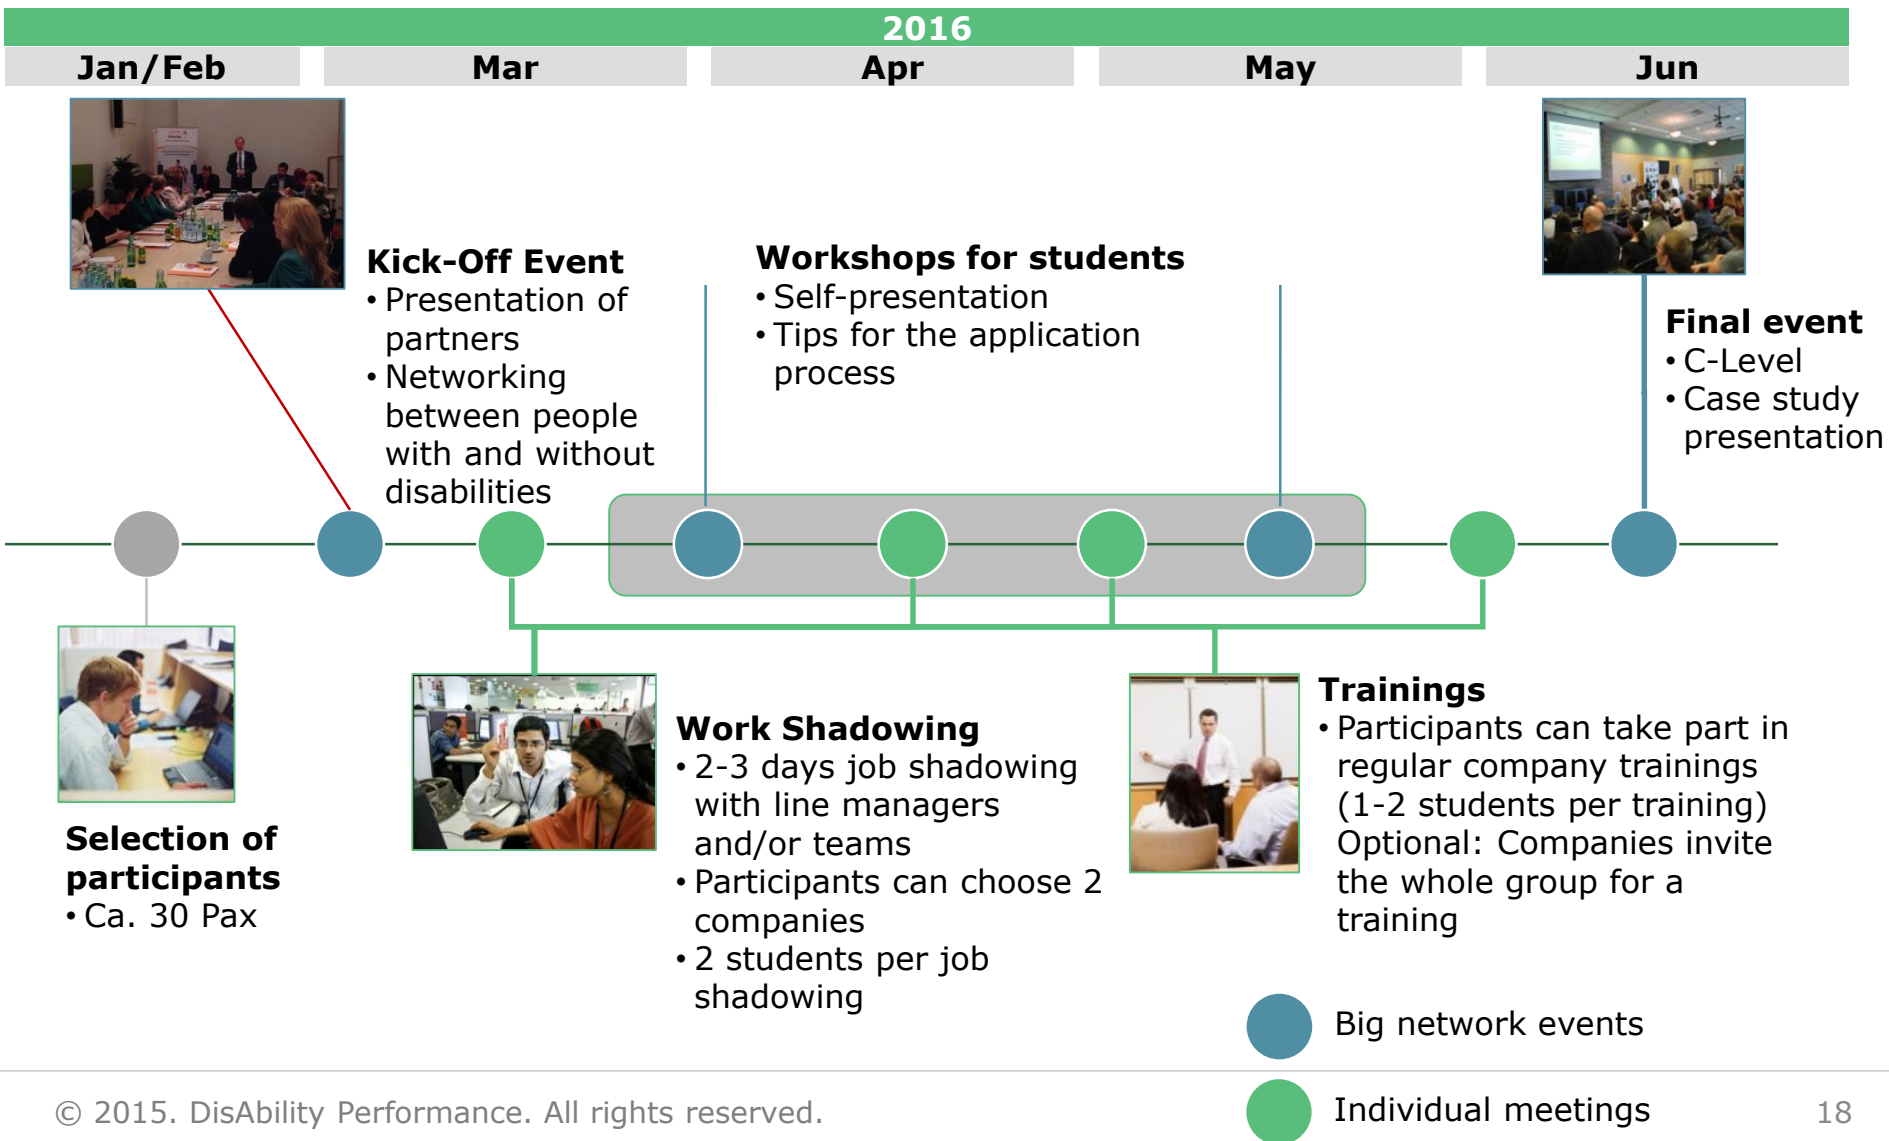 2016
Jan/Feb
Mar
Apr
May
Jun
Kick-Off Event
• Presentation of
partners
• Networking
between people
with and without
disabilities
Workshops for students
• Self-presentation
• Tips for the application
process
Final event
• C-Level
• Case study
presentation
Selection of
participants
• Ca. 30 Pax
Work Shadowing
• 2-3 days job shadowing
with line managers
and/or teams
• Participants can choose 2
companies
• 2 students per job
shadowing
Trainings
• Participants can take part in
regular company trainings
(1-2 students per training)
Optional: Companies invite
the whole group for a
training
Big network events
Individual meetings
© 2015. DisAbility Performance. All rights reserved.
18